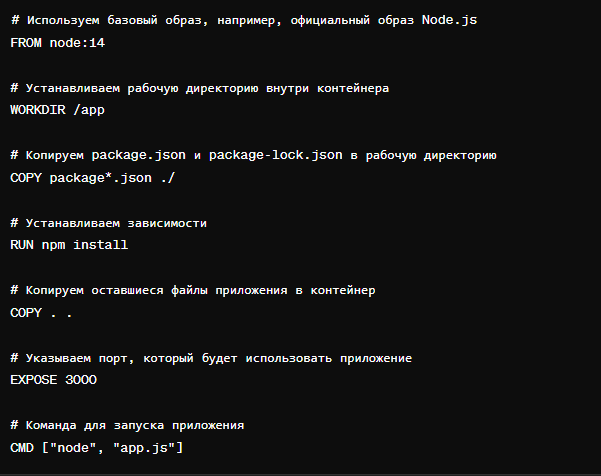 # Используем базовый образ, например, официальный образ Node.js
FROM node:14
# Устанавливаем рабочую директорию внутри контейнера
WORKDIR /app
# Копируем package.json и package-lock.json в рабочую директорию
COPY package*.json ./
# Устанавливаем зависимости
RUN npm install
# Копируем оставшиеся файлы приложения в контейнер
COPY . .
# Указываем порт, который будет использовать приложение
EXPOSE 3000
# Команда для запуска приложения
CMD ["node", "app.js"]